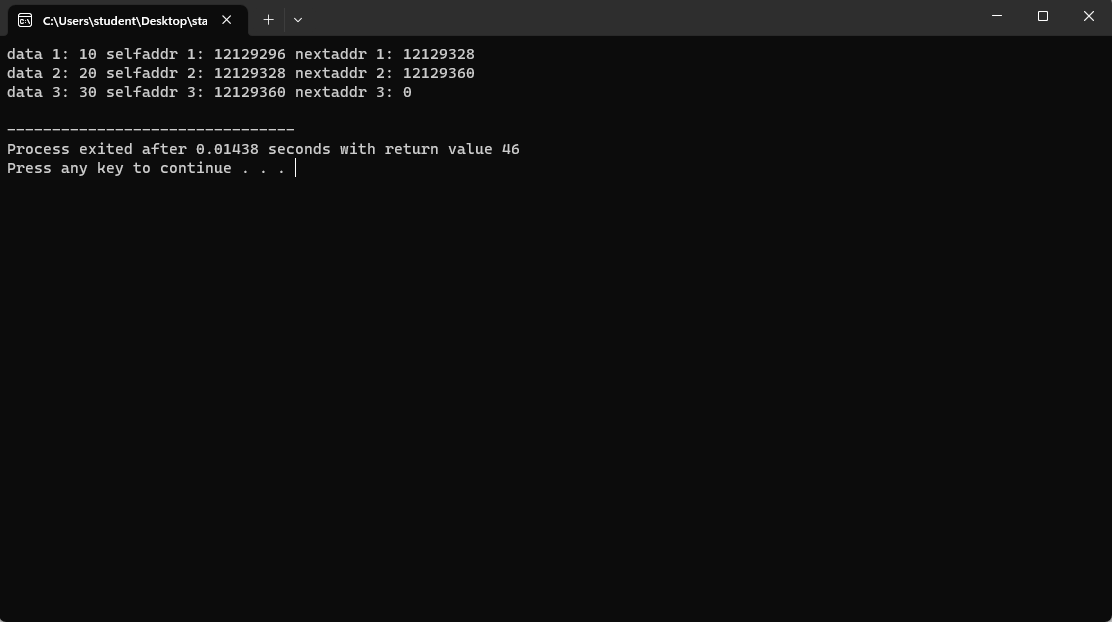 C:\Users\student\Desktop\sta
data 1: 10 selfaddr 1: 12129296 nextaddr 1: 12129328
data 2: 20 selfaddr 2: 12129328 nextaddr 2: 12129360
data 3: 30 selfaddr 3: 12129360 nextaddr 3: 0
--------------------------------
Process exited after 0.01438 seconds with return value 46
Press any key to continue . . .